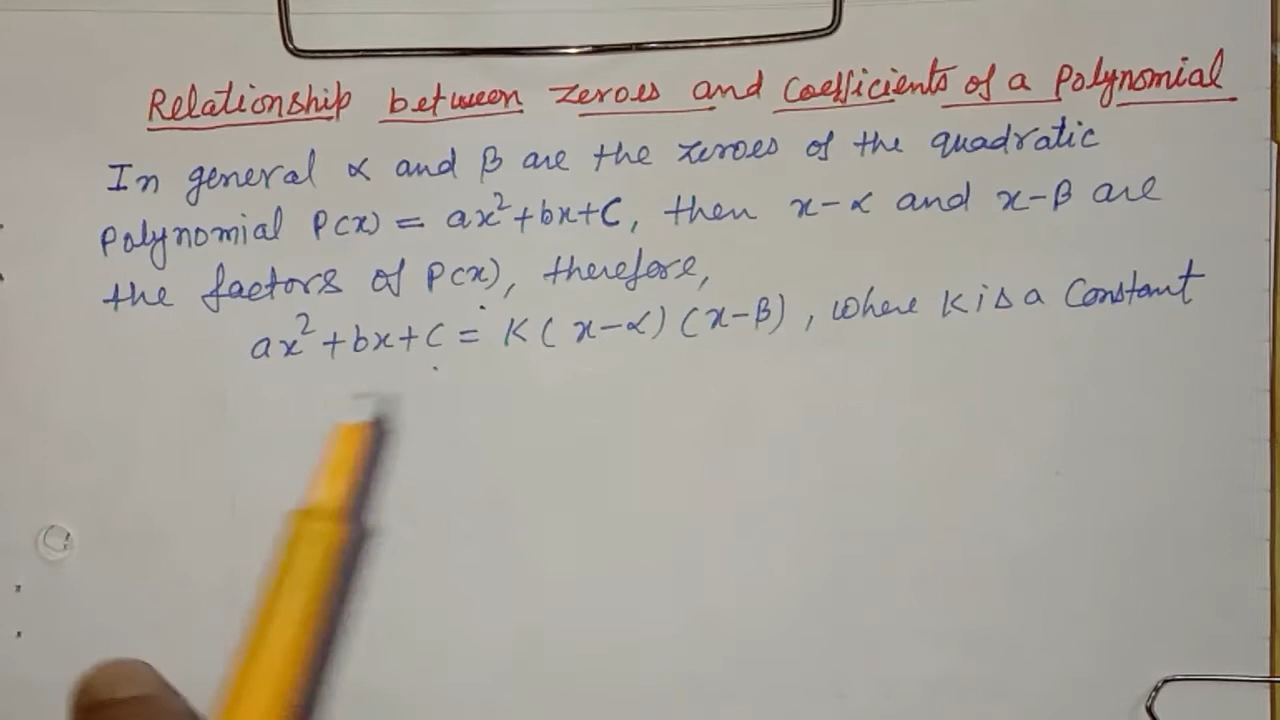 Relationship between zeroes and Coefficients of a Polynomial
In general α and β are the zeroes of the quadratic
Polynomial P(x) = ax²+bx+C, then x-α and x-β are
the factors of P(x), therefore,
ax²+bx+C = K(x-α)(x-β), where K is a Constant